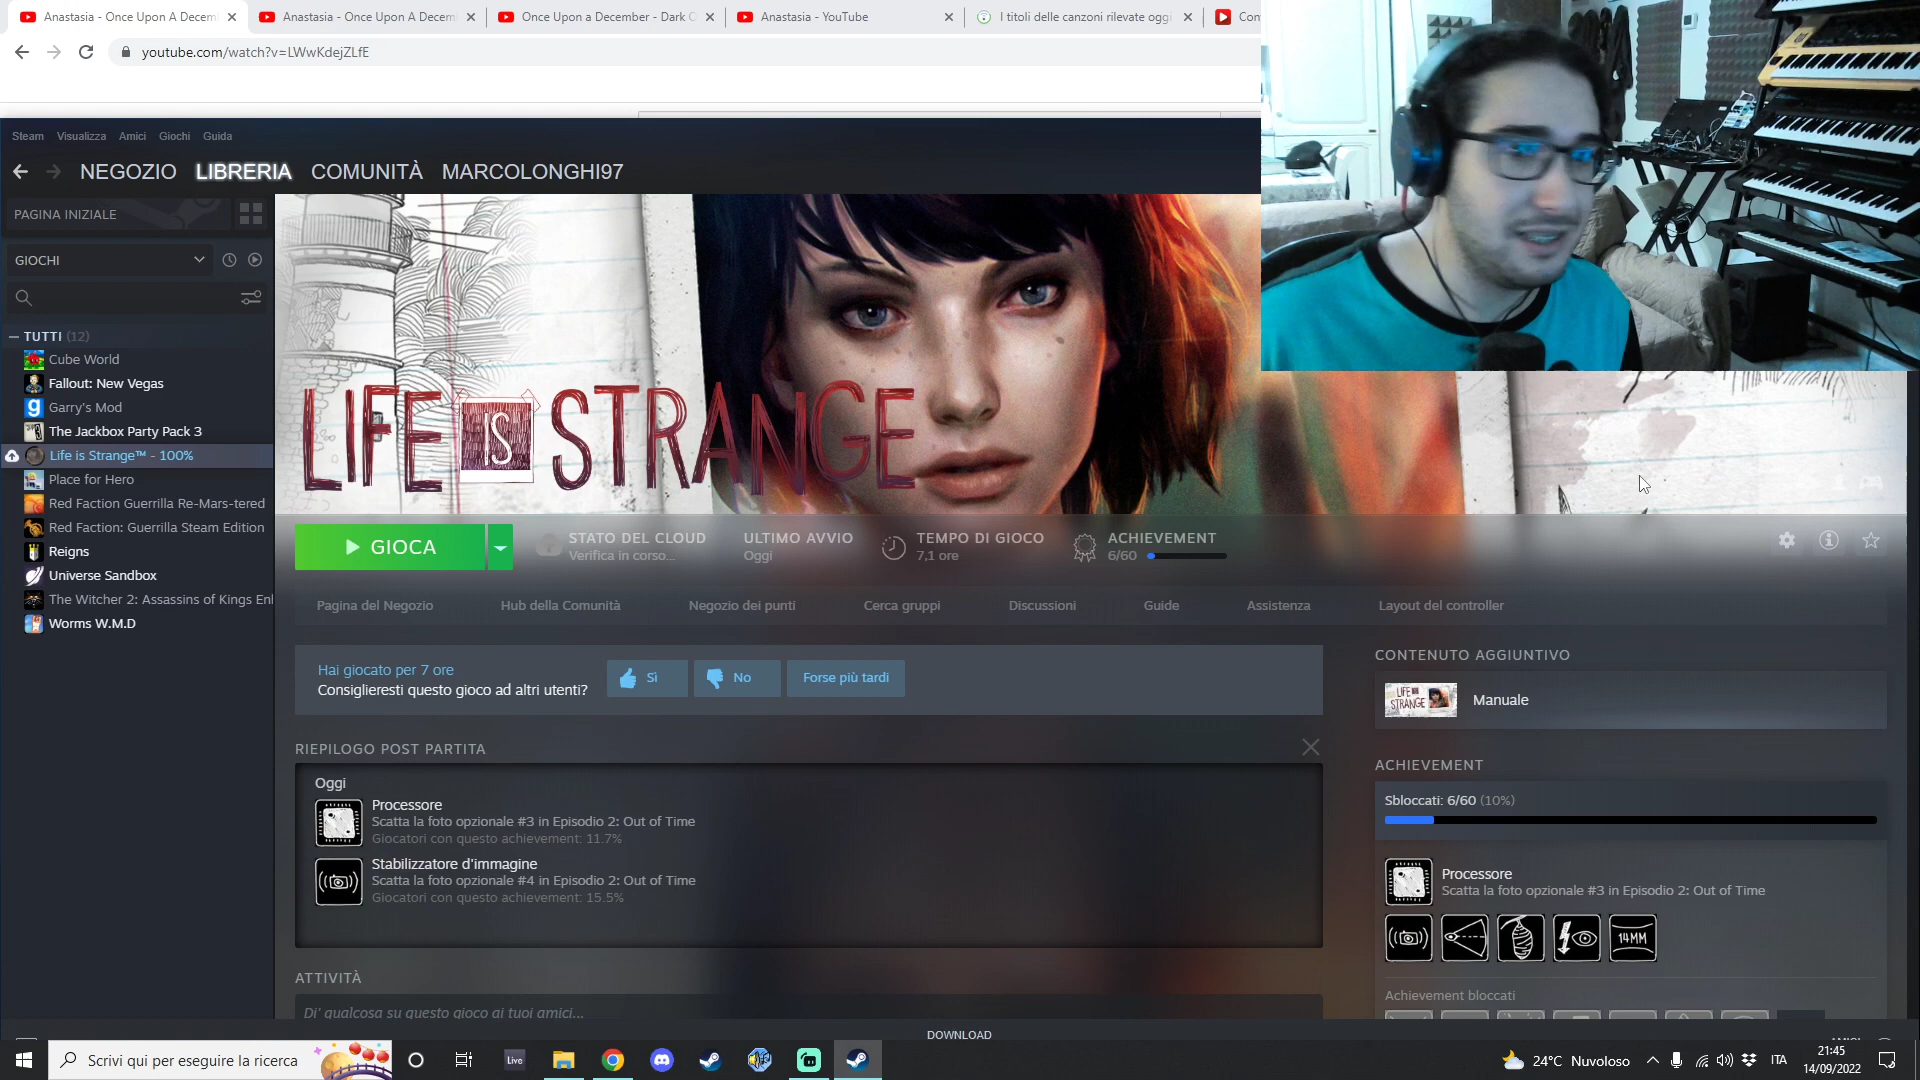 Anastasia - Once Upon A Decem
Anastasia - Once Upon A Decem
Once Upon a December - Dark C
Anastasia - YouTube
I titoli delle canzoni rilevate oggi
Con
youtube.com/watch?v=LWwKdejZLfE
Steam Visualizza Amici Giochi Guida
NEGOZIO LIBRERIA COMUNITÀ MARCOLONGHI97
PAGINA INIZIALE
GIOCHI
TUTTI (12)
Cube World
Fallout: New Vegas
Garry's Mod
The Jackbox Party Pack 3
Life is Strange™ - 100%
Place for Hero
Red Faction Guerrilla Re-Mars-tered
Red Faction: Guerrilla Steam Edition
Reigns
Universe Sandbox
The Witcher 2: Assassins of Kings Enh
Worms W.M.D
LIFE IS STRANGE
GIOCA
STATO DEL CLOUD
Verifica in corso...
ULTIMO AVVIO
Oggi
TEMPO DI GIOCO
7,1 ore
ACHIEVEMENT
6/60
Pagina del Negozio Hub della Comunità Negozio dei punti Cerca gruppi Discussioni Guide Assistenza Layout del controller
Hai giocato per 7 ore
Consiglieresti questo gioco ad altri utenti?
Sì No Forse più tardi
RIEPILOGO POST PARTITA
Oggi
Processore
Scatta la foto opzionale #3 in Episodio 2: Out of Time
Giocatori con questo achievement: 11.7%
Stabilizzatore d'immagine
Scatta la foto opzionale #4 in Episodio 2: Out of Time
Giocatori con questo achievement: 15.5%
ATTIVITÀ
Di' qualcosa su questo gioco ai tuoi amici...
CONTENUTO AGGIUNTIVO
LIFE IS STRANGE
Manuale
ACHIEVEMENT
Sbloccati: 6/60 (10%)
Processore
Scatta la foto opzionale #3 in Episodio 2: Out of Time
14MM
Achievement bloccati
DOWNLOAD
Scrivi qui per eseguire la ricerca
Live
24°C Nuvoloso
ITA
21:45
14/09/2022